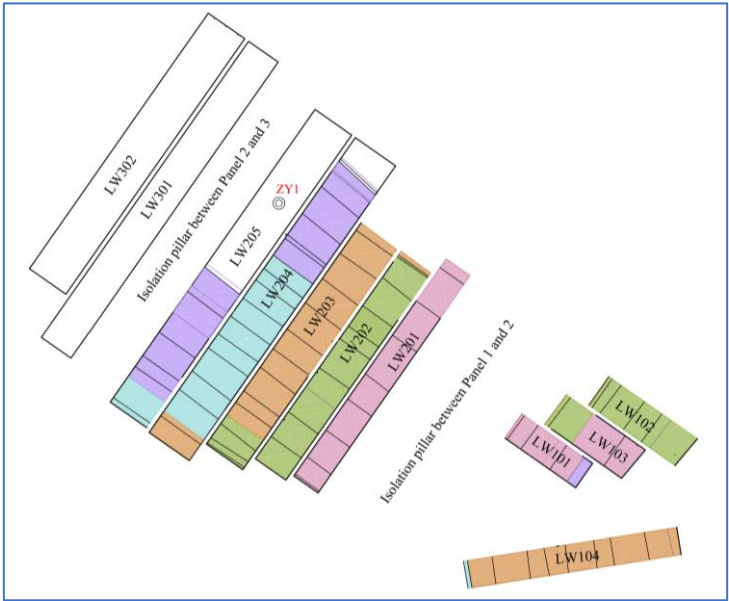 LW302
LW301
Isolation pillar between Panel 2 and 3
ZY1
LW205
LW204
LW203
LW202
LW201
Isolation pillar between Panel 1 and 2
LW102
LW103
LW101
LW104